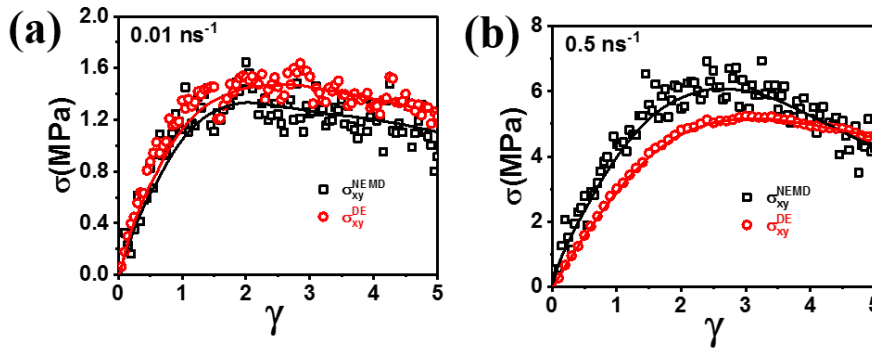 (a)
0.01 ns⁻¹
σ(MPa)
2.0
1.6
1.2
0.8
0.4
0.0
σxyᴺᴱᴹᴰ
σxyᴰᴱ
0 1 2 3 4 5
γ
(b)
0.5 ns⁻¹
σ(MPa)
8
6
4
2
0
σxyᴺᴱᴹᴰ
σxyᴰᴱ
0 1 2 3 4 5
γ